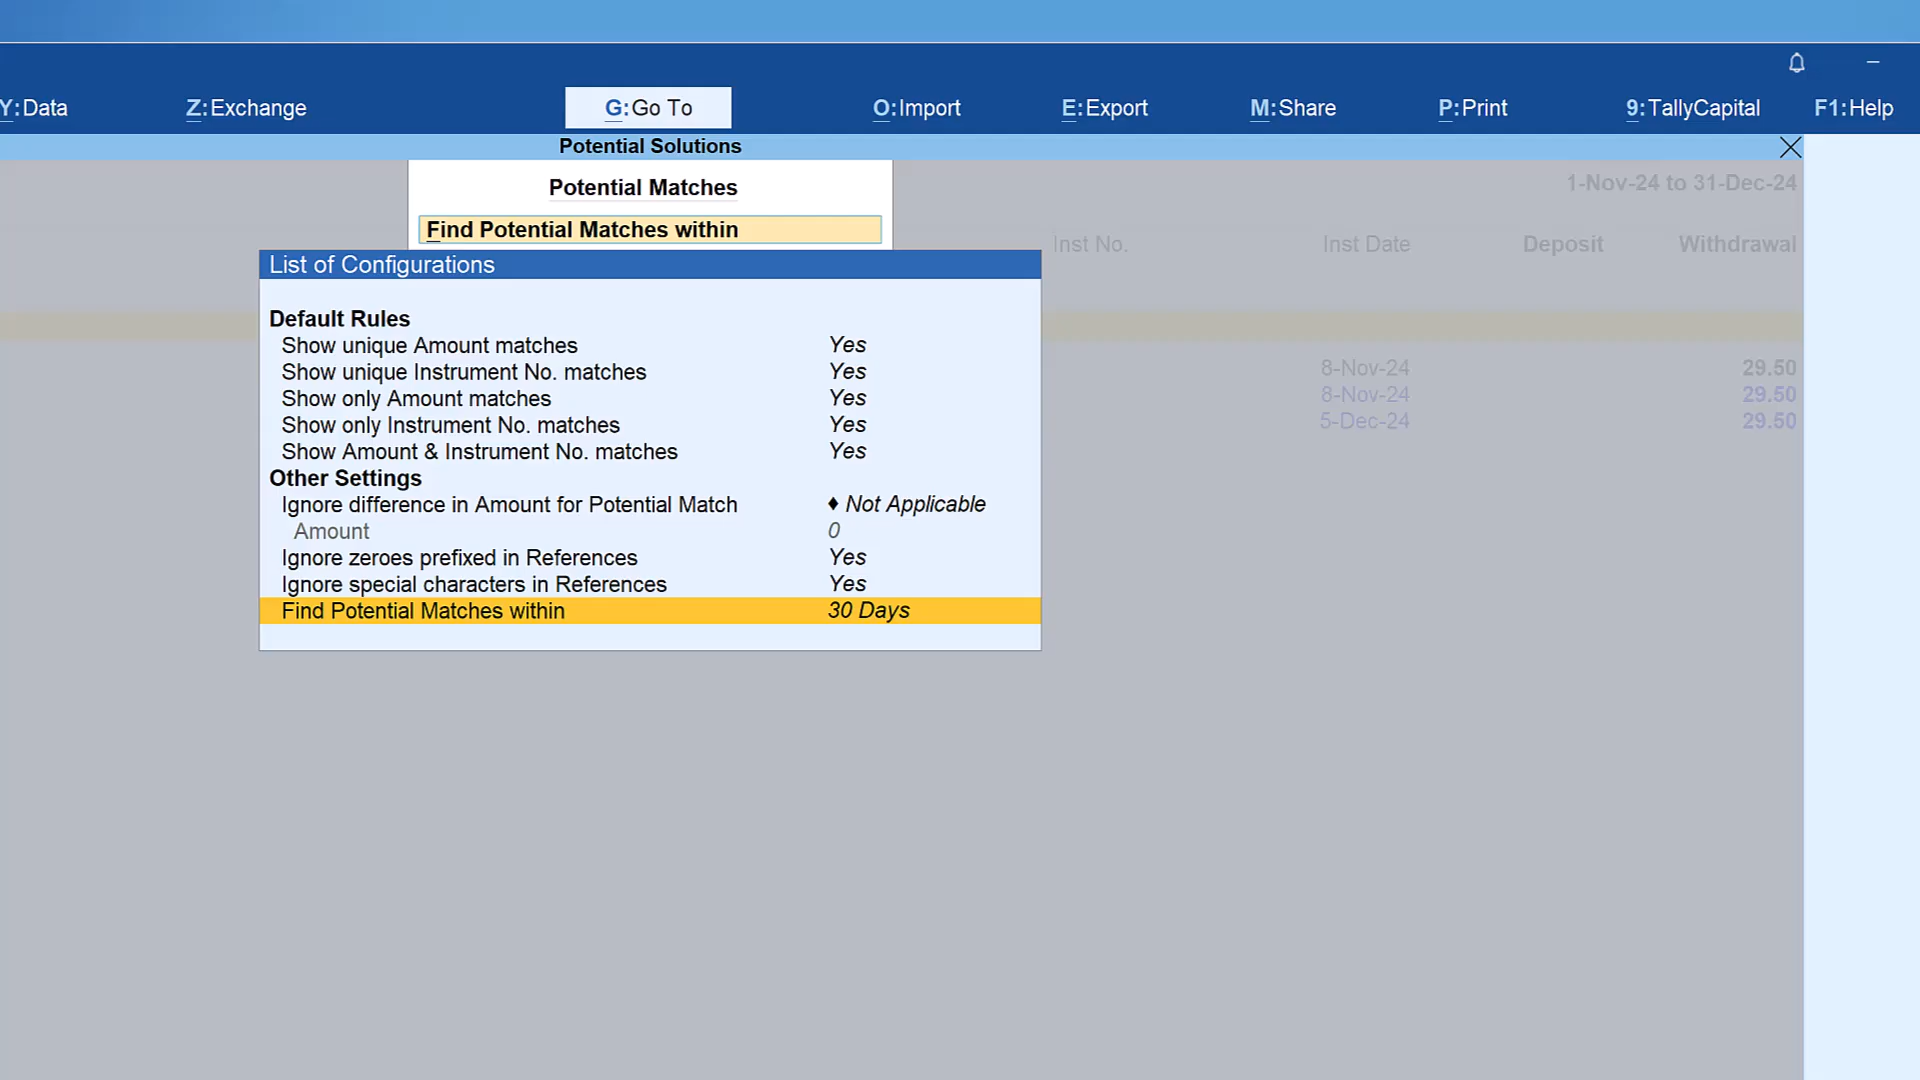 Y:Data Z:Exchange G:Go To O:Import E:Export M:Share P:Print 9:TallyCapital F1:Help
Potential Solutions
Potential Matches
1-Nov-24 to 31-Dec-24
Find Potential Matches within
Inst No. Inst Date Deposit Withdrawal
List of Configurations
Default Rules
Show unique Amount matches Yes
Show unique Instrument No. matches Yes
8-Nov-24 29.50
Show only Amount matches Yes
8-Nov-24 29.50
Show only Instrument No. matches Yes
5-Dec-24 29.50
Show Amount & Instrument No. matches Yes
Other Settings
Ignore difference in Amount for Potential Match ♦ Not Applicable
Amount 0
Ignore zeroes prefixed in References Yes
Ignore special characters in References Yes
Find Potential Matches within 30 Days